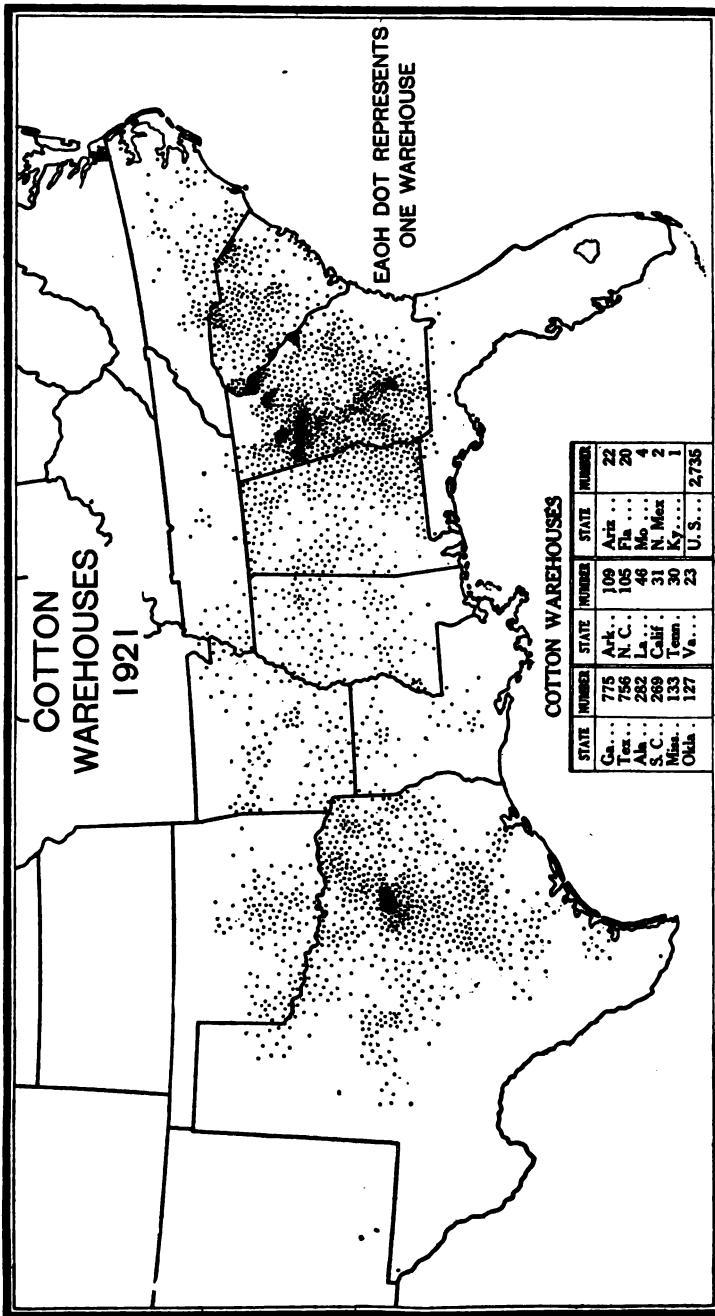 COTTON
WAREHOUSES
1921
EACH DOT REPRESENTS
ONE WAREHOUSE
COTTON WAREHOUSES
STATE NUMBER STATE NUMBER STATE NUMBER
Ga... 775 Ark.. 109 Ariz .. 22
Tex... 756 N.C.. 105 Fla ... 20
Ala ... 282 La... 46 Mo ... 4
S. C.. 269 Calif . 31 N. Mex 2
Miss.. 133 Tenn. 30 Ky.... 1
Okla . 127 Va... 23 U.S... 2,735